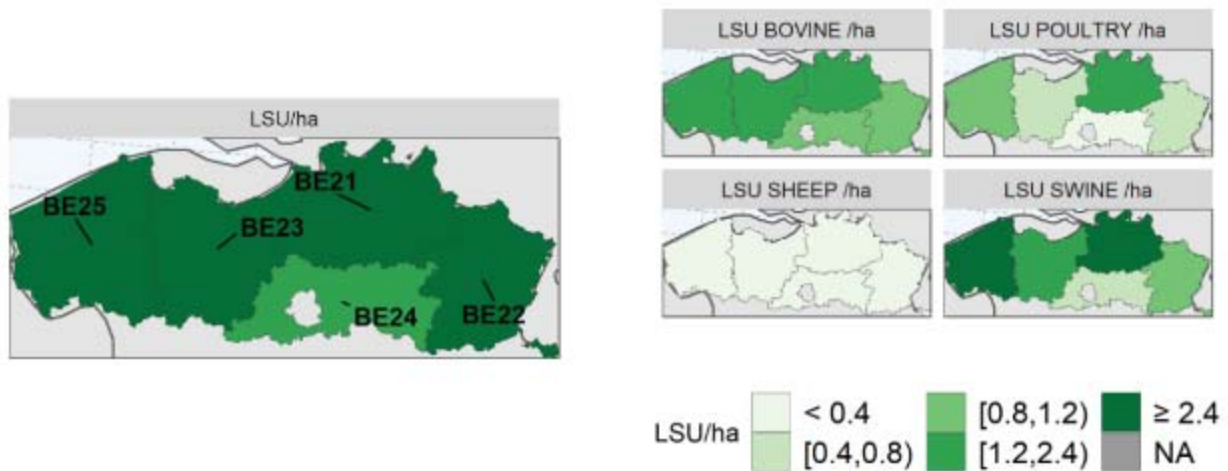 LSU/ha
BE21
BE25
BE23
BE24
BE22
LSU BOVINE /ha
LSU POULTRY /ha
LSU SHEEP /ha
LSU SWINE /ha
LSU/ha
< 0.4
[0.4,0.8)
[0.8,1.2)
[1.2,2.4)
≥ 2.4
NA